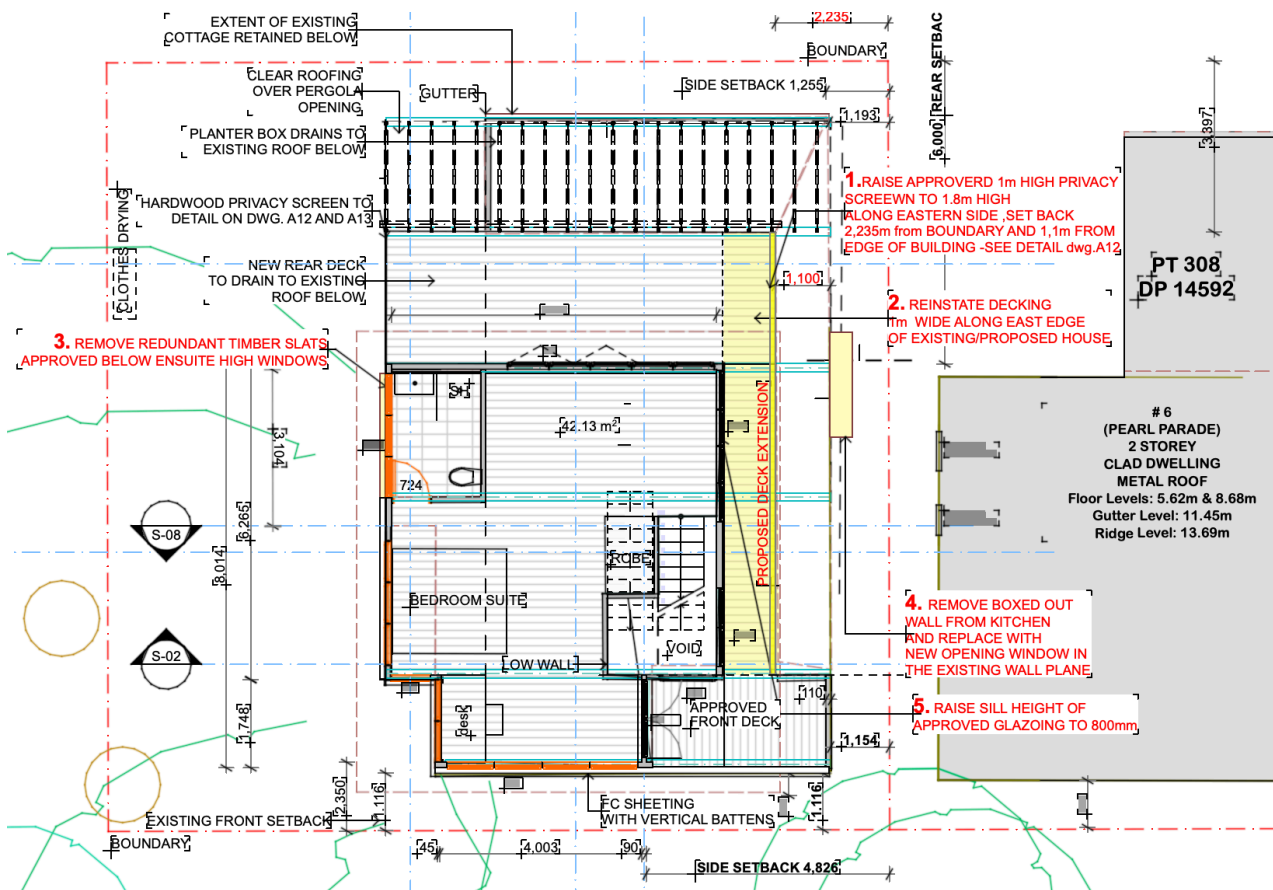 2,235
EXTENT OF EXISTING
COTTAGE RETAINED BELOW
BOUNDARY
REAR SETBAC
6,000
CLEAR ROOFING
OVER PERGOLA
OPENING
GUTTER
SIDE SETBACK 1,255
1,193
3,397
PLANTER BOX DRAINS TO
EXISTING ROOF BELOW
1. RAISE APPROVERD 1m HIGH PRIVACY
SCREEWN TO 1.8m HIGH
ALONG EASTERN SIDE ,SET BACK
2,235m from BOUNDARY AND 1,1m FROM
EDGE OF BUILDING -SEE DETAIL dwg.A12
CLOTHES DRYING
HARDWOOD PRIVACY SCREEN TO
DETAIL ON DWG. A12 AND A13
PT 308
DP 14592
NEW REAR DECK
TO DRAIN TO EXISTING
ROOF BELOW
1,100
2. REINSTATE DECKING
1m WIDE ALONG EAST EDGE
OF EXISTING/PROPOSED HOUSE
3. REMOVE REDUNDANT TIMBER SLATS
APPROVED BELOW ENSUITE HIGH WINDOWS
PROPOSED DECK EXTENSION
42.13 m²
3,104
724
# 6
(PEARL PARADE)
2 STOREY
CLAD DWELLING
METAL ROOF
Floor Levels: 5.62m & 8.68m
Gutter Level: 11.45m
Ridge Level: 13.69m
S-08
6,265
8,014
ROBE
BEDROOM SUITE
4. REMOVE BOXED OUT
WALL FROM KITCHEN
AND REPLACE WITH
NEW OPENING WINDOW IN
THE EXISTING WALL PLANE
S-02
VOID
LOW WALL
110
desk
APPROVED
FRONT DECK
5. RAISE SILL HEIGHT OF
APPROVED GLAZOING TO 800mm
1,748
1,154
2,350
1,116
1,116
FC SHEETING
WITH VERTICAL BATTENS
EXISTING FRONT SETBACK
BOUNDARY
45
4,003
90
SIDE SETBACK 4,826